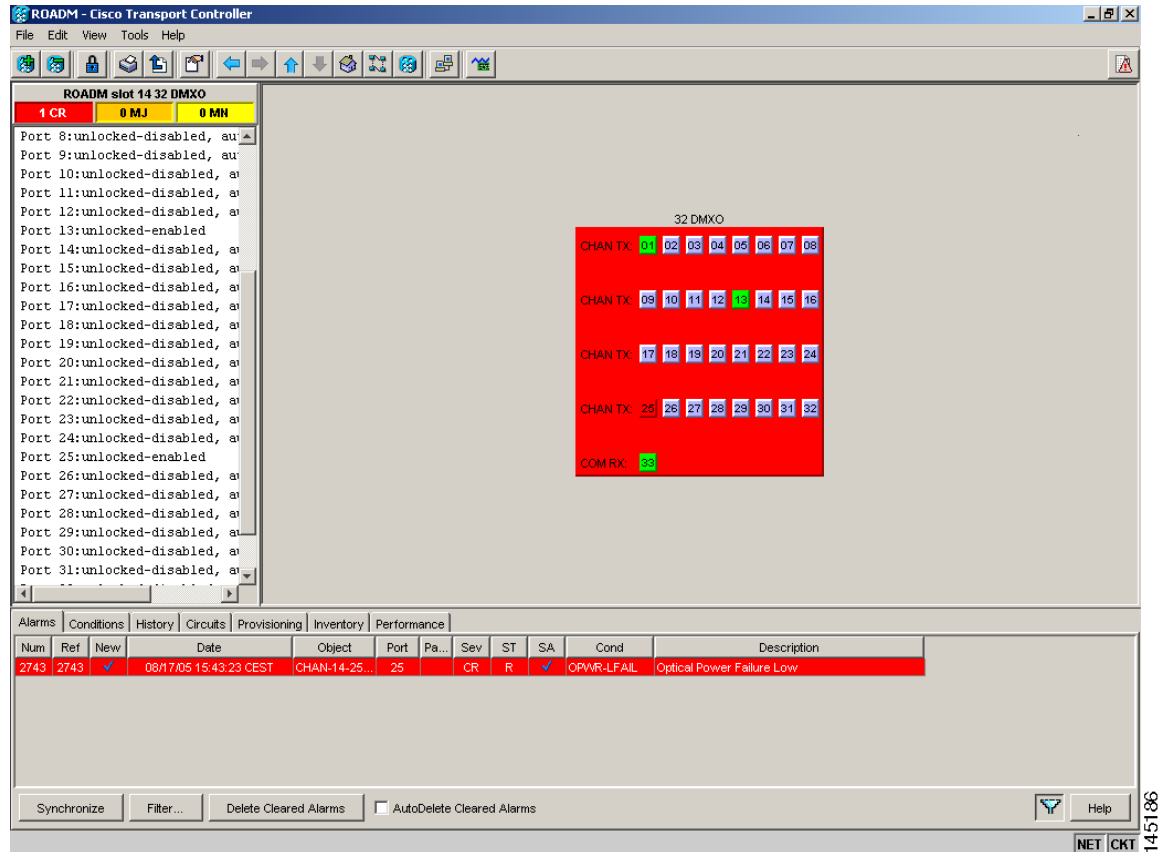 ROADM - Cisco Transport Controller
File Edit View Tools Help
ROADM slot 14 32 DMXO
1 CR 0 MJ 0 MN
Port 8:unlocked-disabled, au
Port 9:unlocked-disabled, au
Port 10:unlocked-disabled, a
Port 11:unlocked-disabled, a
Port 12:unlocked-disabled, a
Port 13:unlocked-enabled
Port 14:unlocked-disabled, a
Port 15:unlocked-disabled, a
Port 16:unlocked-disabled, a
Port 17:unlocked-disabled, a
Port 18:unlocked-disabled, a
Port 19:unlocked-disabled, a
Port 20:unlocked-disabled, a
Port 21:unlocked-disabled, a
Port 22:unlocked-disabled, a
Port 23:unlocked-disabled, a
Port 24:unlocked-disabled, a
Port 25:unlocked-enabled
Port 26:unlocked-disabled, a
Port 27:unlocked-disabled, a
Port 28:unlocked-disabled, a
Port 29:unlocked-disabled, a
Port 30:unlocked-disabled, a
Port 31:unlocked-disabled, a
32 DMXO
CHAN TX: 01 02 03 04 05 06 07 08
CHAN TX: 09 10 11 12 13 14 15 16
CHAN TX: 17 18 19 20 21 22 23 24
CHAN TX: 25 26 27 28 29 30 31 32
COM RX: 33
Alarms Conditions History Circuits Provisioning Inventory Performance
Num Ref New Date Object Port Pa... Sev ST SA Cond Description
2743 2743 08/17/05 15:43:23 CEST CHAN-14-25... 25 CR R OPWR-LFAIL Optical Power Failure Low
Synchronize Filter... Delete Cleared Alarms AutoDelete Cleared Alarms Help
NET CKT
145186